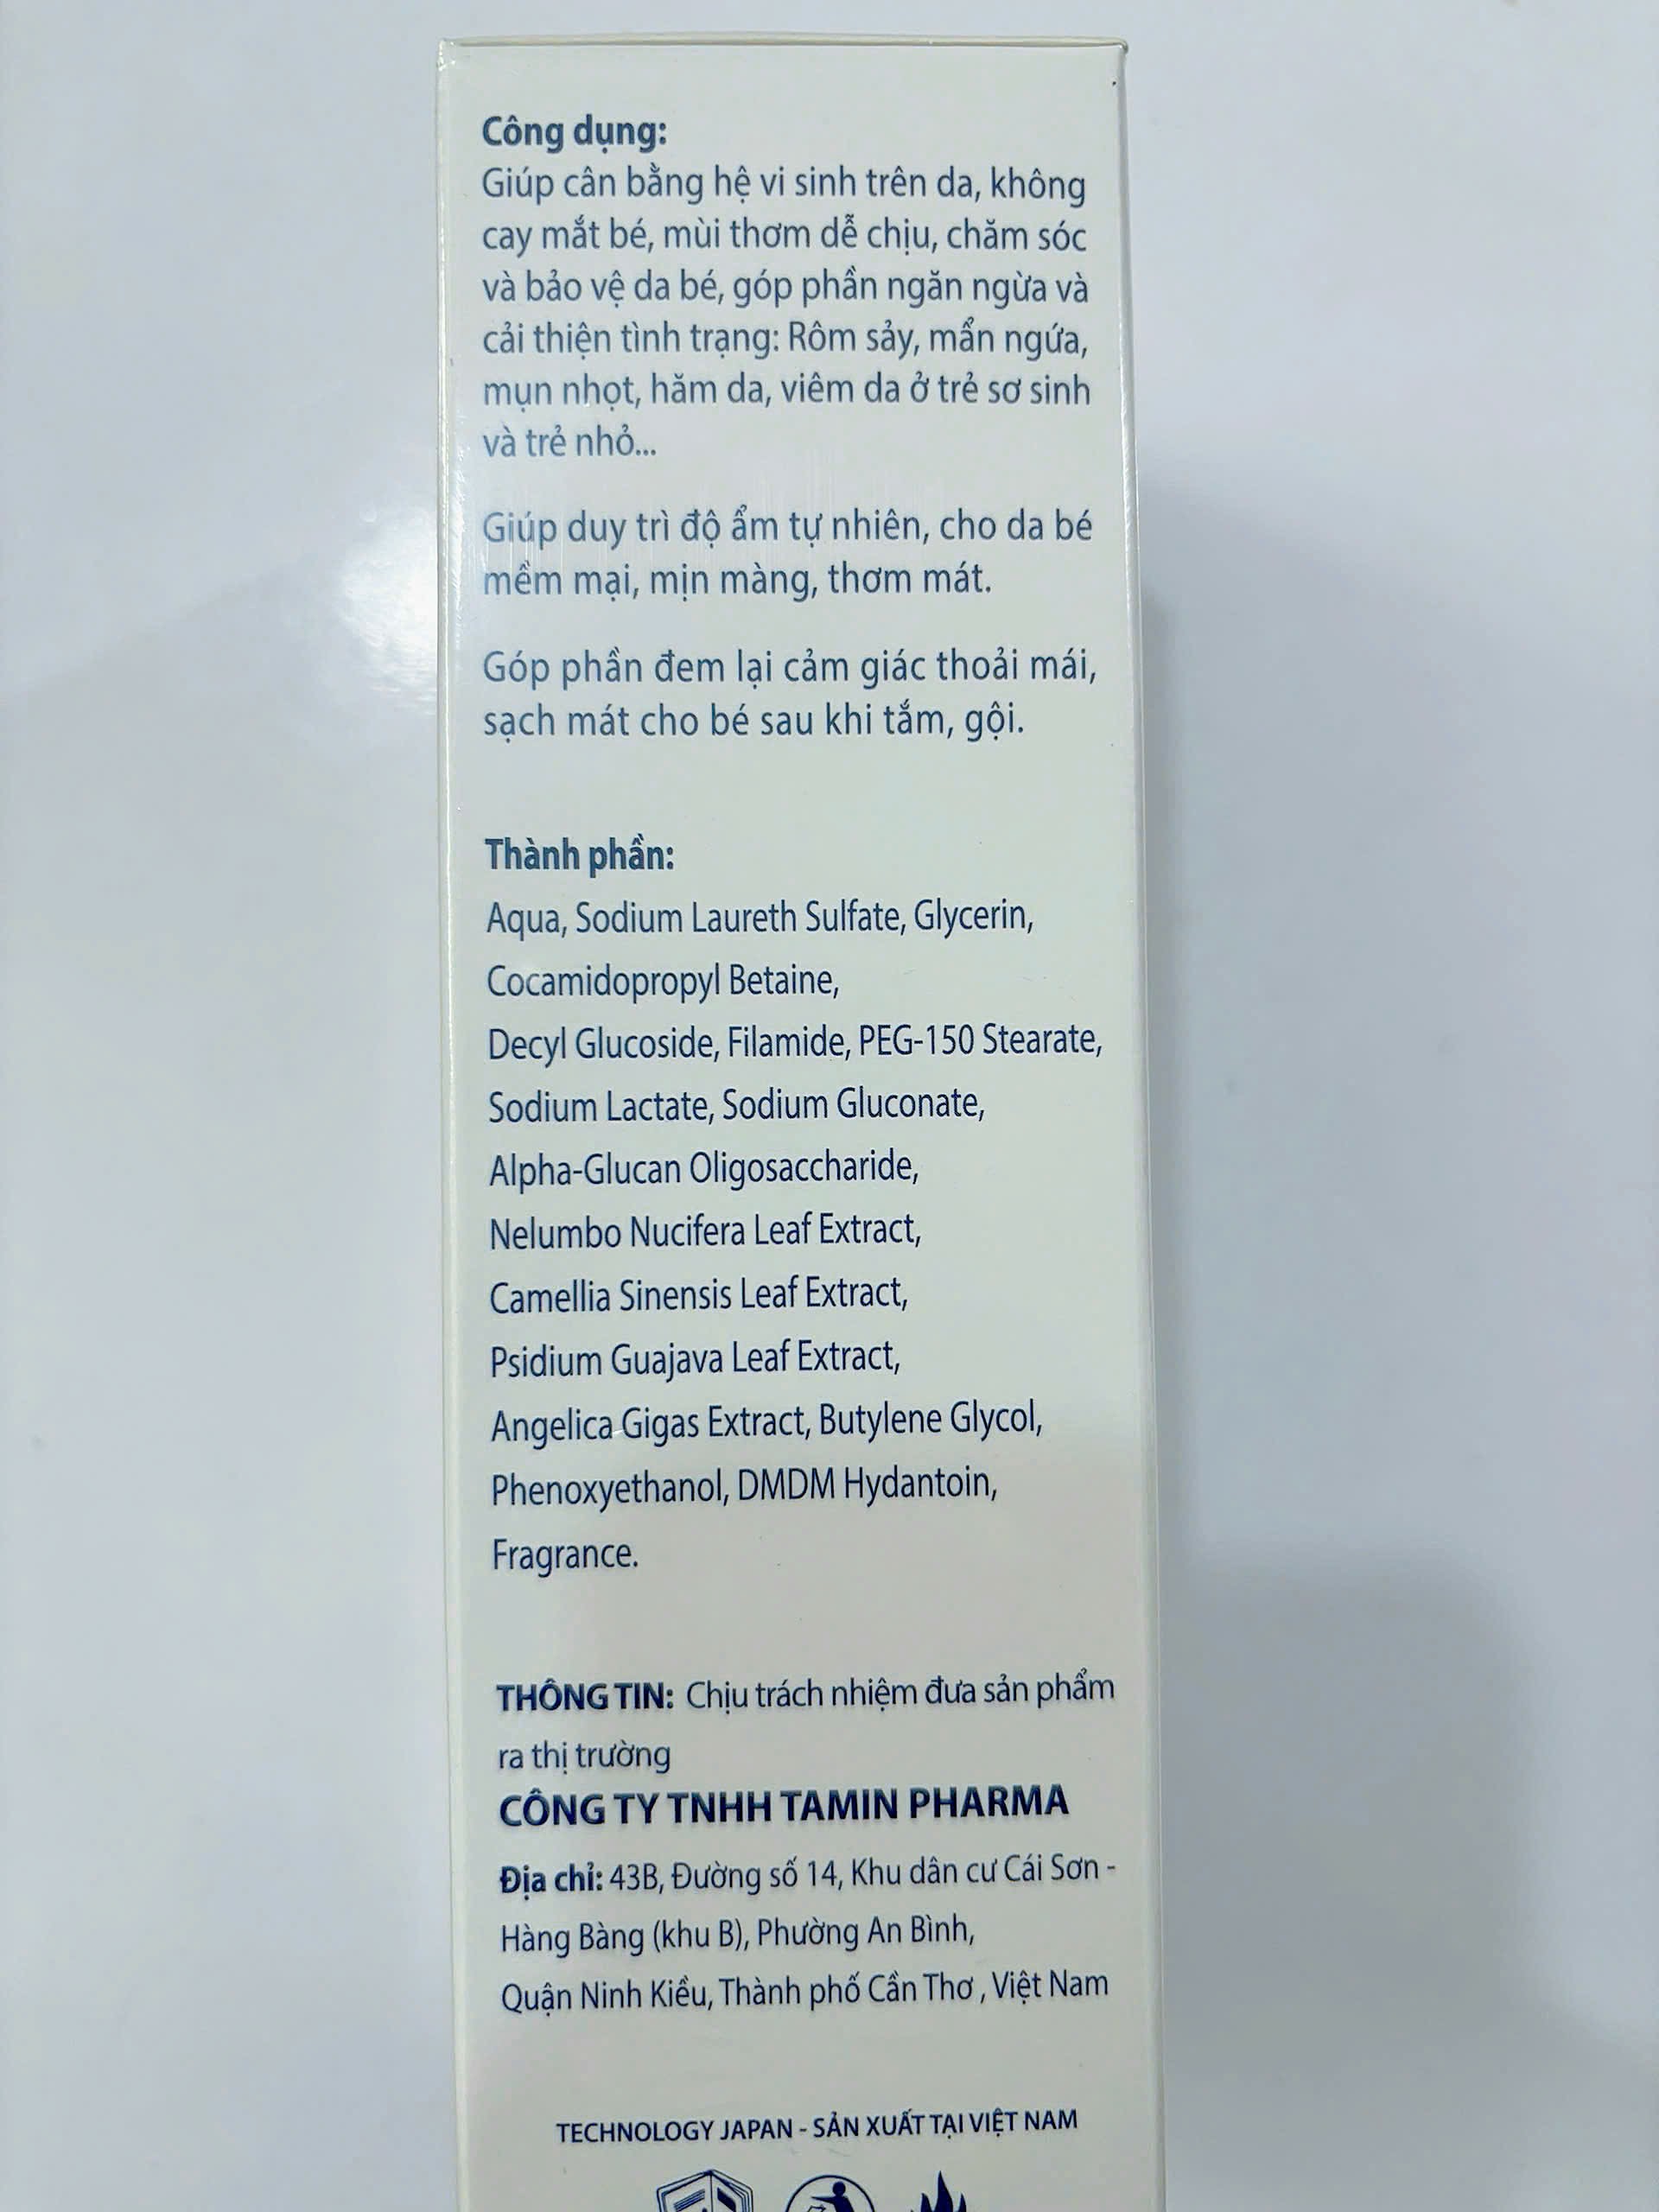 Công dụng:
Giúp cân bằng hệ vi sinh trên da, không
cay mắt bé, mùi thơm dễ chịu, chăm sóc
và bảo vệ da bé, góp phần ngăn ngừa và
cải thiện tình trạng: Rôm sảy, mẩn ngứa,
mụn nhọt, hăm da, viêm da ở trẻ sơ sinh
và trẻ nhỏ...
Giúp duy trì độ ẩm tự nhiên, cho da bé
mềm mại, mịn màng, thơm mát.
Góp phần đem lại cảm giác thoải mái,
sạch mát cho bé sau khi tắm, gội.
Thành phần:
Aqua, Sodium Laureth Sulfate, Glycerin,
Cocamidopropyl Betaine,
Decyl Glucoside, Filamide, PEG-150 Stearate,
Sodium Lactate, Sodium Gluconate,
Alpha-Glucan Oligosaccharide,
Nelumbo Nucifera Leaf Extract,
Camellia Sinensis Leaf Extract,
Psidium Guajava Leaf Extract,
Angelica Gigas Extract, Butylene Glycol,
Phenoxyethanol, DMDM Hydantoin,
Fragrance.
THÔNG TIN: Chịu trách nhiệm đưa sản phẩm
ra thị trường
CÔNG TY TNHH TAMIN PHARMA
Địa chỉ: 43B, Đường số 14, Khu dân cư Cái Sơn -
Hàng Bàng (khu B), Phường An Bình,
Quận Ninh Kiều, Thành phố Cần Thơ , Việt Nam
TECHNOLOGY JAPAN - SẢN XUẤT TẠI VIỆT NAM